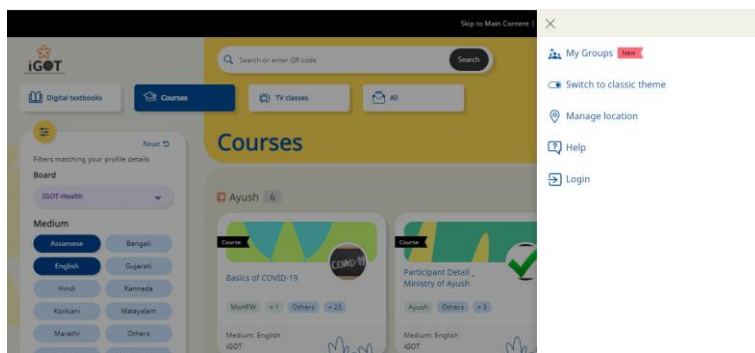 Skip to Main Content |
iGOT
Search or enter QR code
Search
Digital textbooks
Courses
TV classes
All
Reset
Filters matching your profile details
Board
IGOT-Health
Medium
Assamese
Bengali
English
Gujarati
Hindi
Kannada
Konkani
Malayalam
Marathi
Others
Courses
Ayush 6
Course
COVID-19
Basics of COVID-19
MoHFW
+ 1
Others
+ 23
Medium: English
iGOT
Course
Participant Detail _
Ministry of Ayush
Ayush
Others
+ 3
Medium: English
iGOT
My Groups New
Switch to classic theme
Manage location
Help
Login